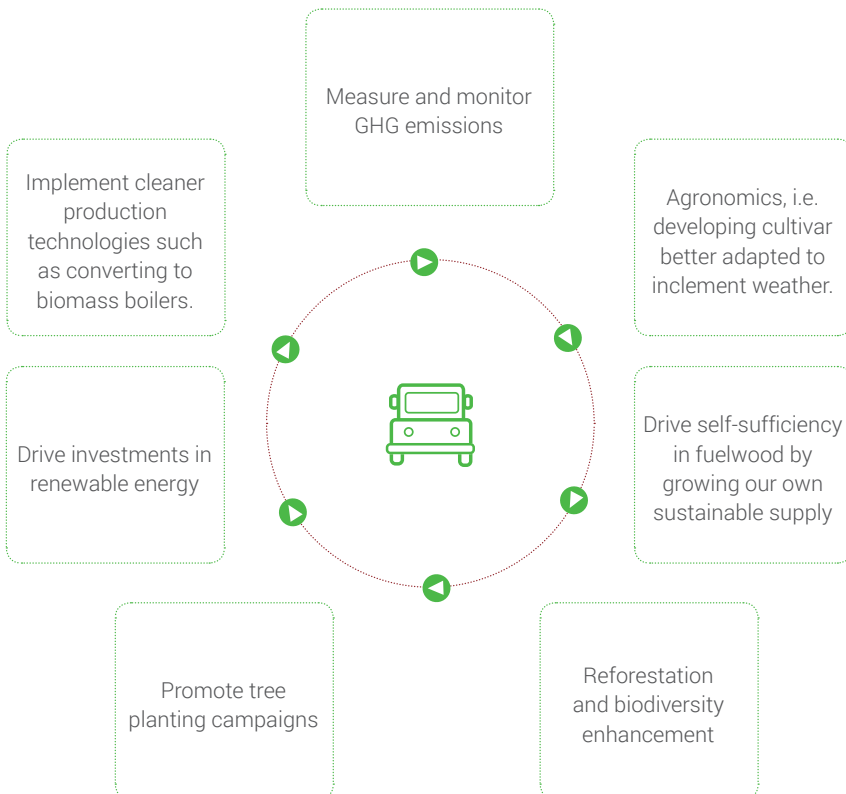 Measure and monitor
GHG emissions
Implement cleaner
production
technologies such
as converting to
biomass boilers.
Agronomics, i.e.
developing cultivar
better adapted to
inclement weather.
Drive investments in
renewable energy
Drive self-sufficiency
in fuelwood by
growing our own
sustainable supply
Promote tree
planting campaigns
Reforestation
and biodiversity
enhancement